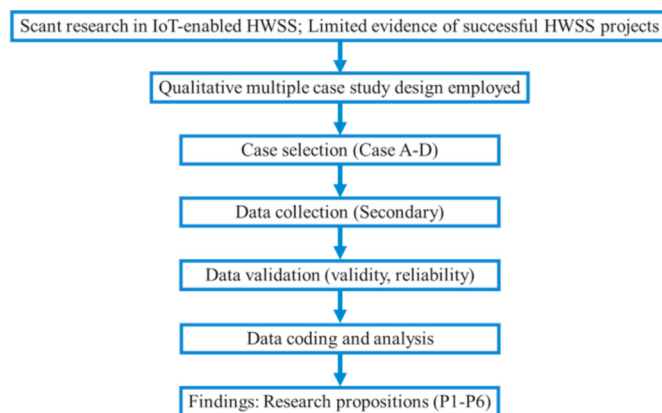 Scant research in IoT-enabled HWSS; Limited evidence of successful HWSS projects
Qualitative multiple case study design employed
Case selection (Case A-D)
Data collection (Secondary)
Data validation (validity, reliability)
Data coding and analysis
Findings: Research propositions (P1-P6)